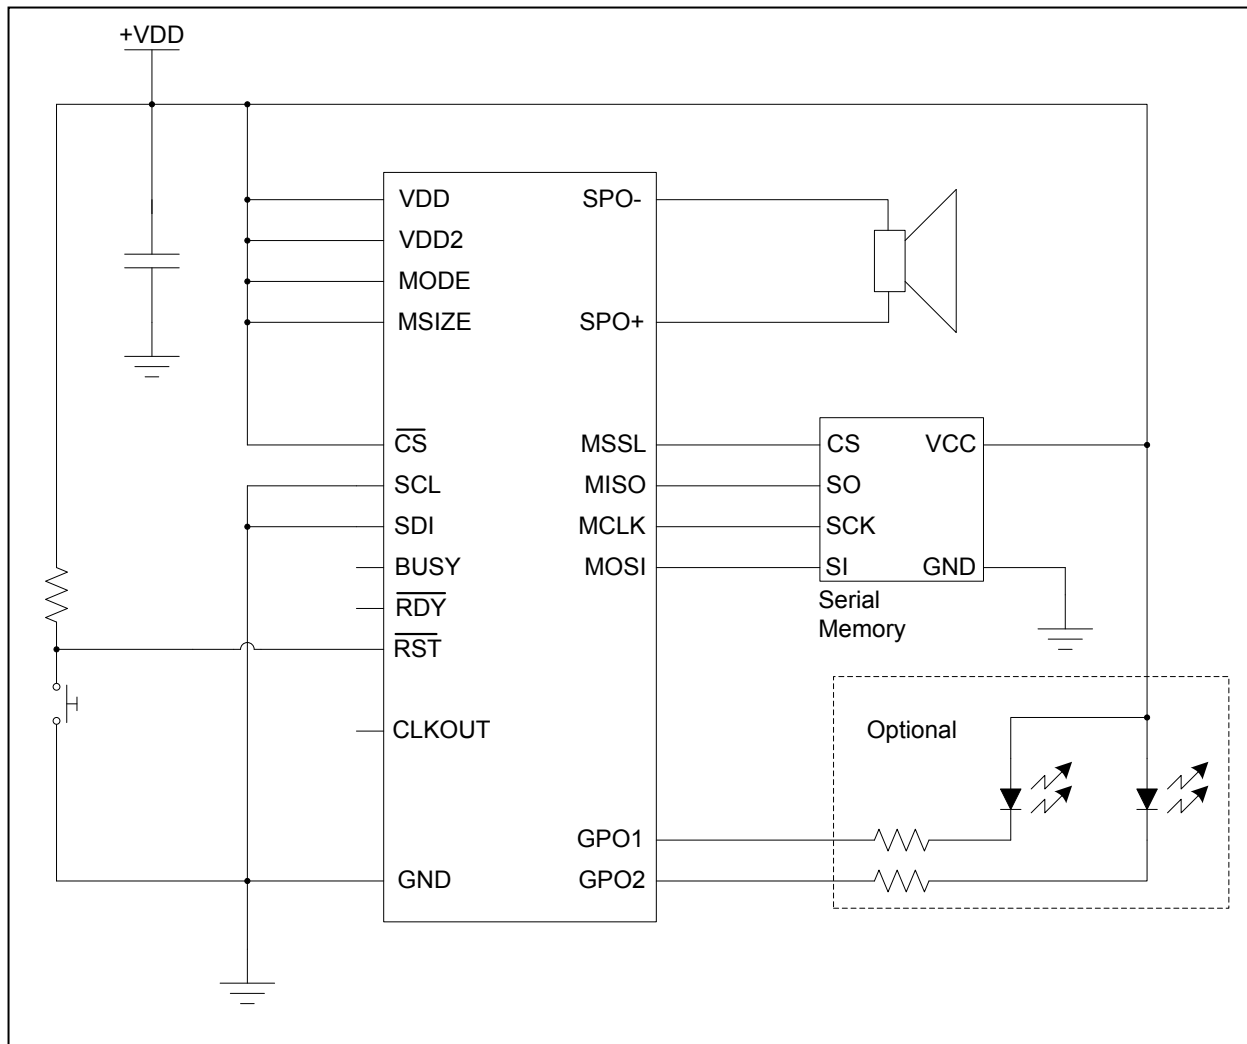 +VDD
VDD
VDD2
MODE
MSIZE
CS
SCL
SDI
BUSY
RDY
RST
CLKOUT
GND
SPO-
SPO+
MSSL
MISO
MCLK
MOSI
GPO1
GPO2
CS
SO
SCK
SI
VCC
GND
Serial
Memory
Optional